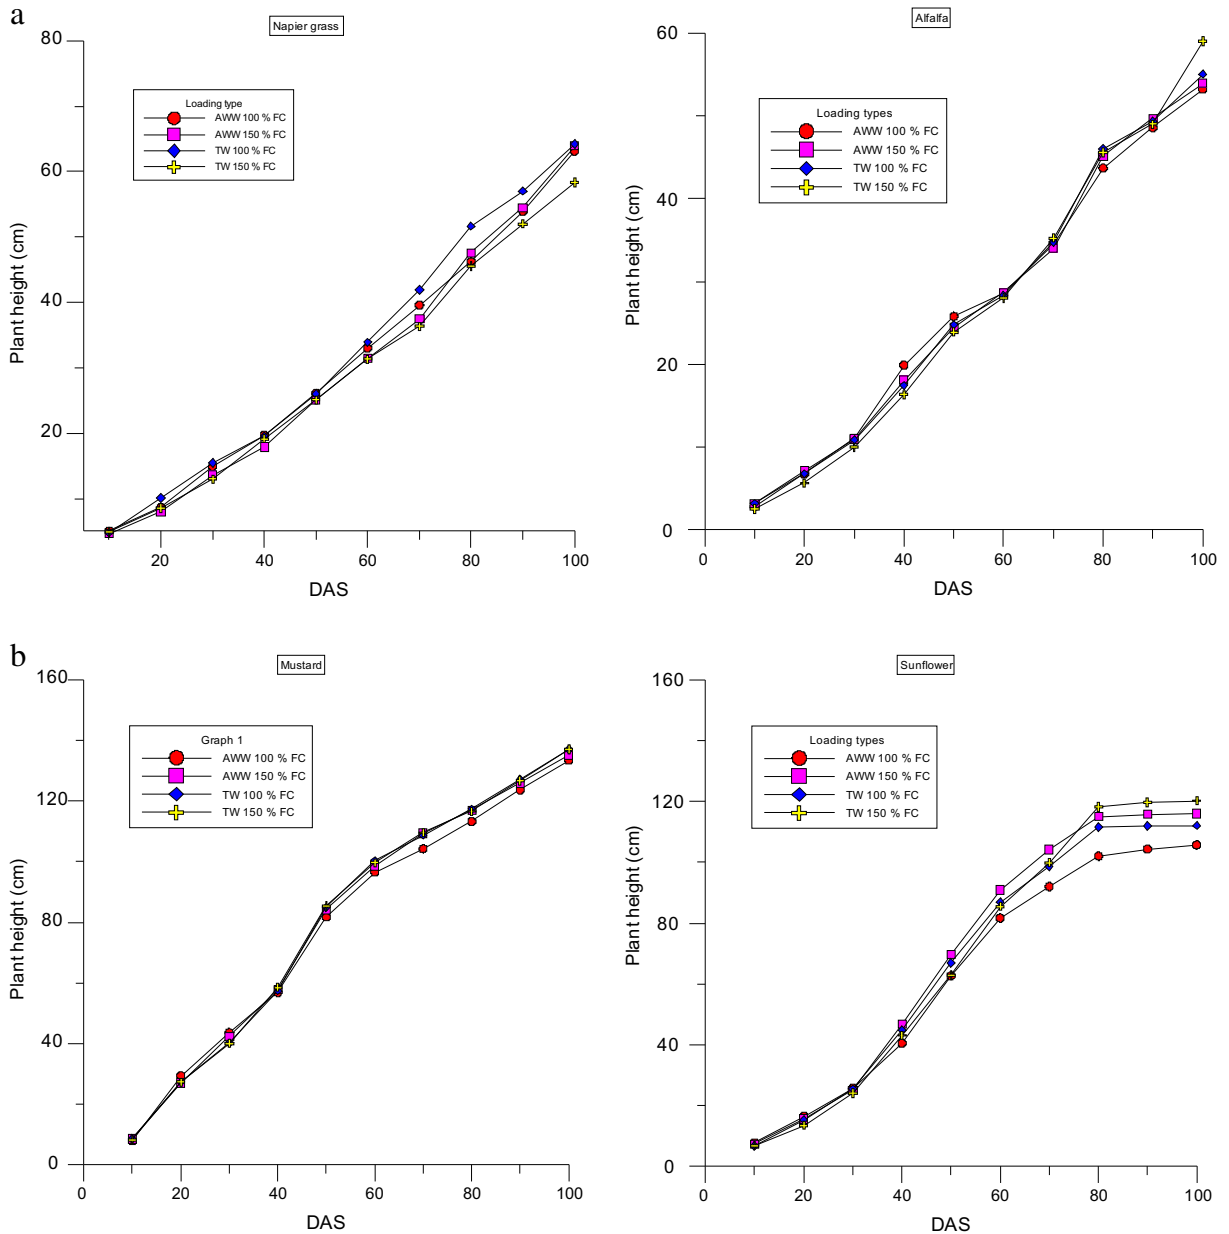 a
Napier grass
80
60
40
20
Plant height (cm)
Loading type
AWW 100 % FC
AWW 150 % FC
TW 100 % FC
TW 150 % FC
20 40 60 80 100
DAS
Alfalfa
60
40
20
0
Plant height (cm)
Loading types
AWW 100 % FC
AWW 150 % FC
TW 100 % FC
TW 150 % FC
0 20 40 60 80 100
DAS
b
Mustard
160
120
80
40
0
Plant height (cm)
Graph 1
AWW 100 % FC
AWW 150 % FC
TW 100 % FC
TW 150 % FC
0 20 40 60 80 100
DAS
Sunflower
160
120
80
40
0
Plant height (cm)
Loading types
AWW 100 % FC
AWW 150 % FC
TW 100 % FC
TW 150 % FC
0 20 40 60 80 100
DAS